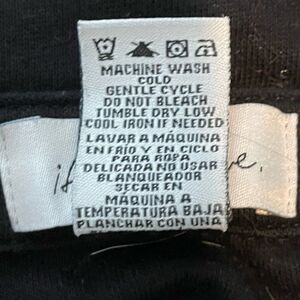 MACHINE WASH
COLD
GENTLE CYCLE
DO NOT BLEACH
TUMBLE DRY LOW
COOL IRON IF NEEDED
LAVAR A MÁQUINA
EN FRÍO Y EN CICLO
PARA ROPA
DELICADA NO USAR
BLANQUEADOR
SECAR EN
MÁQUINA A
TEMPERATURA BAJA
PLANCHAR CON UNA